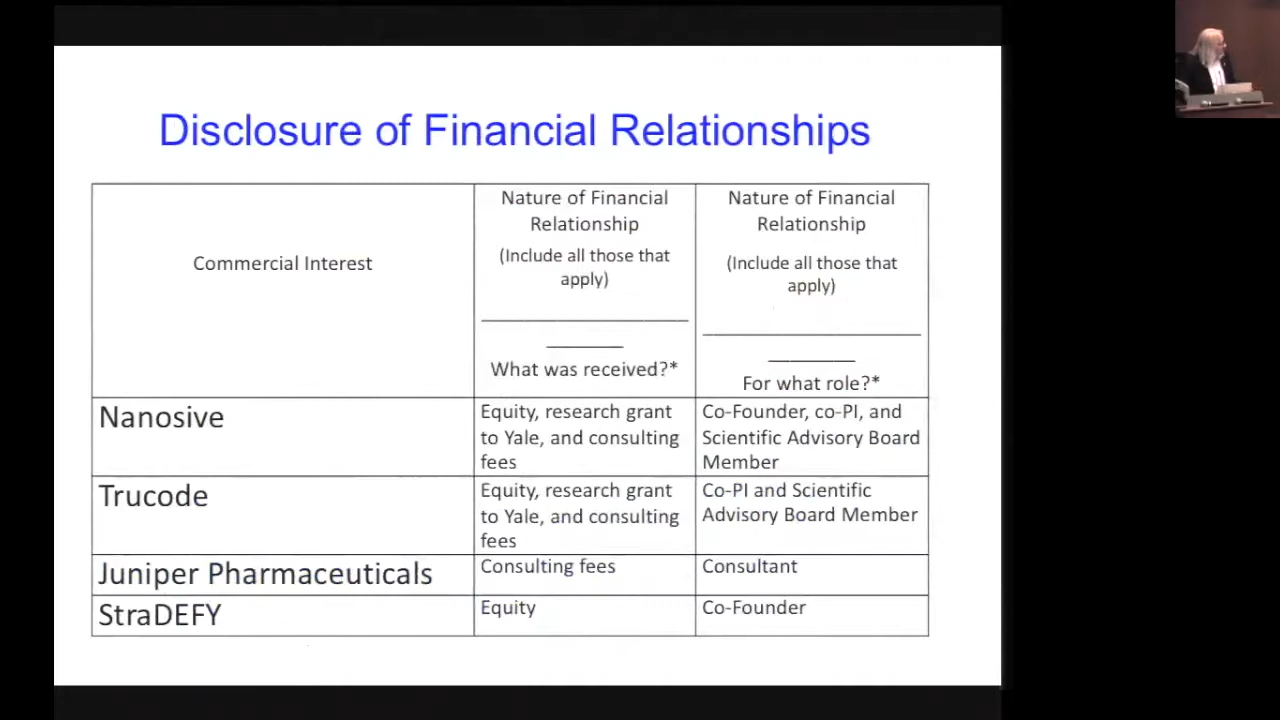 Disclosure of Financial Relationships
Commercial Interest
Nature of Financial
Relationship
(Include all those that
apply)
What was received?*
Nature of Financial
Relationship
(Include all those that
apply)
For what role?*
Nanosive
Equity, research grant
to Yale, and consulting
fees
Co-Founder, co-PI, and
Scientific Advisory Board
Member
Trucode
Equity, research grant
to Yale, and consulting
fees
Co-PI and Scientific
Advisory Board Member
Juniper Pharmaceuticals
Consulting fees
Consultant
StraDEFY
Equity
Co-Founder